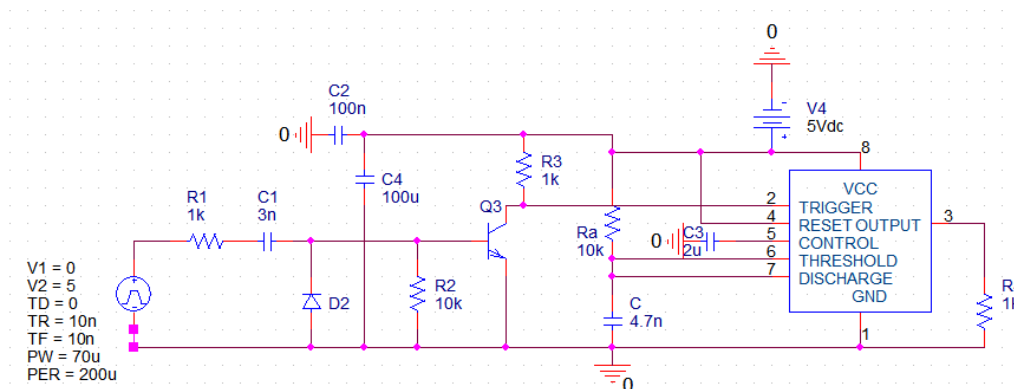 0
C2
100n
V4
5Vdc
0
8
R3
1k
C4
100u
VCC
R1
1k
C1
3n
Q3
2
TRIGGER
4
RESET OUTPUT
3
Ra
10k
C3
2u
0
5
CONTROL
6
THRESHOLD
7
DISCHARGE
GND
V1 = 0
V2 = 5
TD = 0
TR = 10n
TF = 10n
PW = 70u
PER = 200u
D2
R2
10k
C
4.7n
1
0